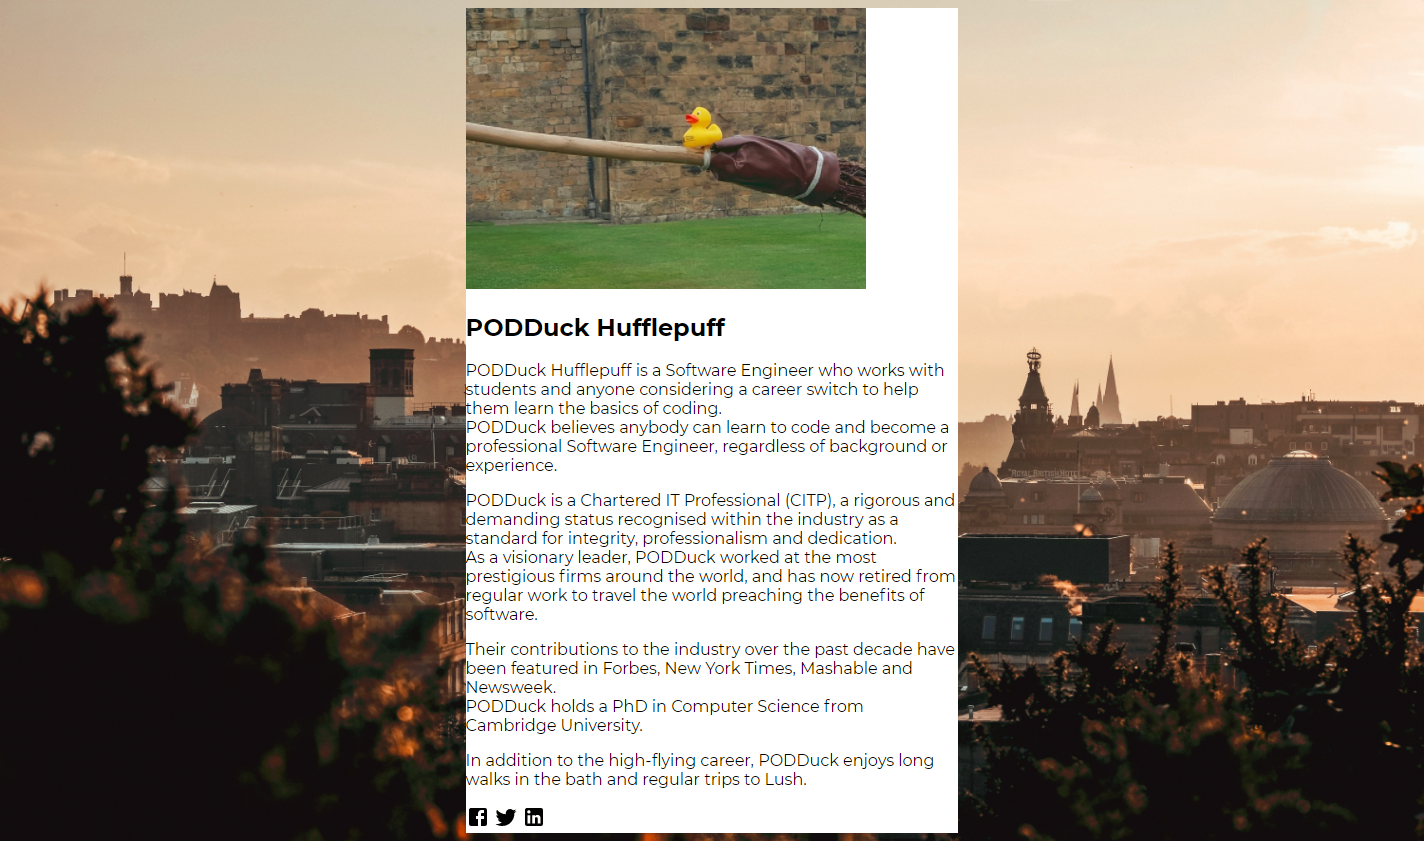 PODDuck Hufflepuff
PODDuck Hufflepuff is a Software Engineer who works with
students and anyone considering a career switch to help
them learn the basics of coding.
PODDuck believes anybody can learn to code and become a
professional Software Engineer, regardless of background or
experience.
PODDuck is a Chartered IT Professional (CITP), a rigorous and
demanding status recognised within the industry as a
standard for integrity, professionalism and dedication.
As a visionary leader, PODDuck worked at the most
prestigious firms around the world, and has now retired from
regular work to travel the world preaching the benefits of
software.
Their contributions to the industry over the past decade have
been featured in Forbes, New York Times, Mashable and
Newsweek.
PODDuck holds a PhD in Computer Science from
Cambridge University.
In addition to the high-flying career, PODDuck enjoys long
walks in the bath and regular trips to Lush.
ROYAL BRITISH HOTEL